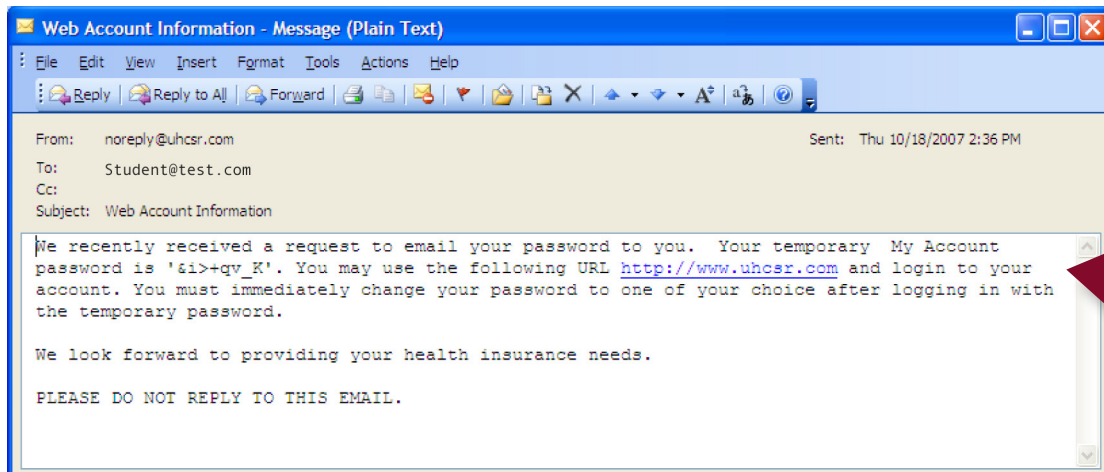 Web Account Information - Message (Plain Text)
File Edit View Insert Format Tools Actions Help
Reply Reply to All Forward
From: noreply@uhcsr.com Sent: Thu 10/18/2007 2:36 PM
To: Student@test.com
Cc:
Subject: Web Account Information
We recently received a request to email your password to you. Your temporary My Account
password is '&i>+qv_K'. You may use the following URL http://www.uhcsr.com and login to your
account. You must immediately change your password to one of your choice after logging in with
the temporary password.
We look forward to providing your health insurance needs.
PLEASE DO NOT REPLY TO THIS EMAIL.